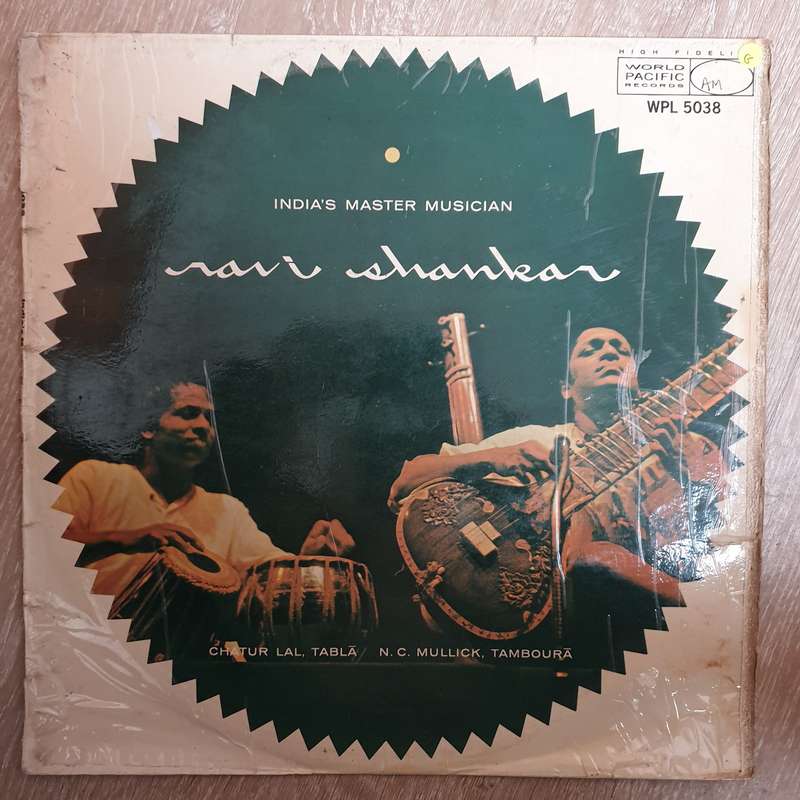 HIGH FIDELI
G
WORLD
PACIFIC
RECORDS
AM
WPL 5038
INDIA'S MASTER MUSICIAN
ravi shankar
CHATUR LAL, TABLĀ N. C. MULLICK, TAMBOURĀ